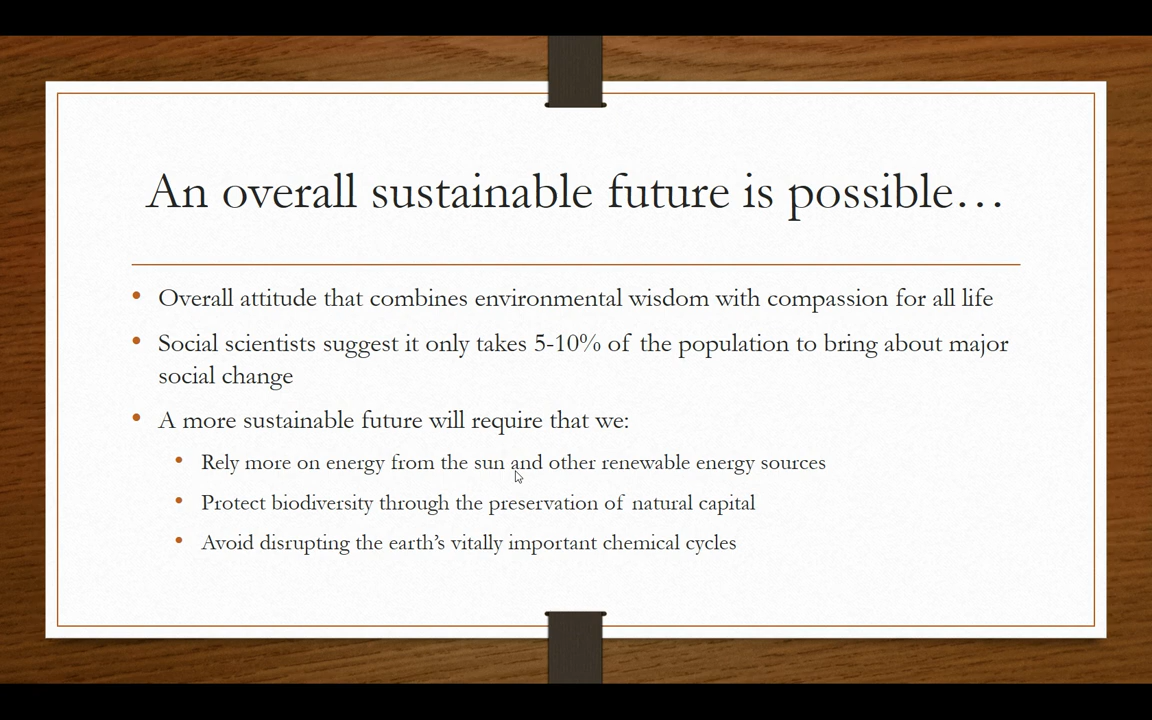 An overall sustainable future is possible…
• Overall attitude that combines environmental wisdom with compassion for all life
• Social scientists suggest it only takes 5-10% of the population to bring about major
social change
• A more sustainable future will require that we:
• Rely more on energy from the sun and other renewable energy sources
• Protect biodiversity through the preservation of natural capital
• Avoid disrupting the earth’s vitally important chemical cycles